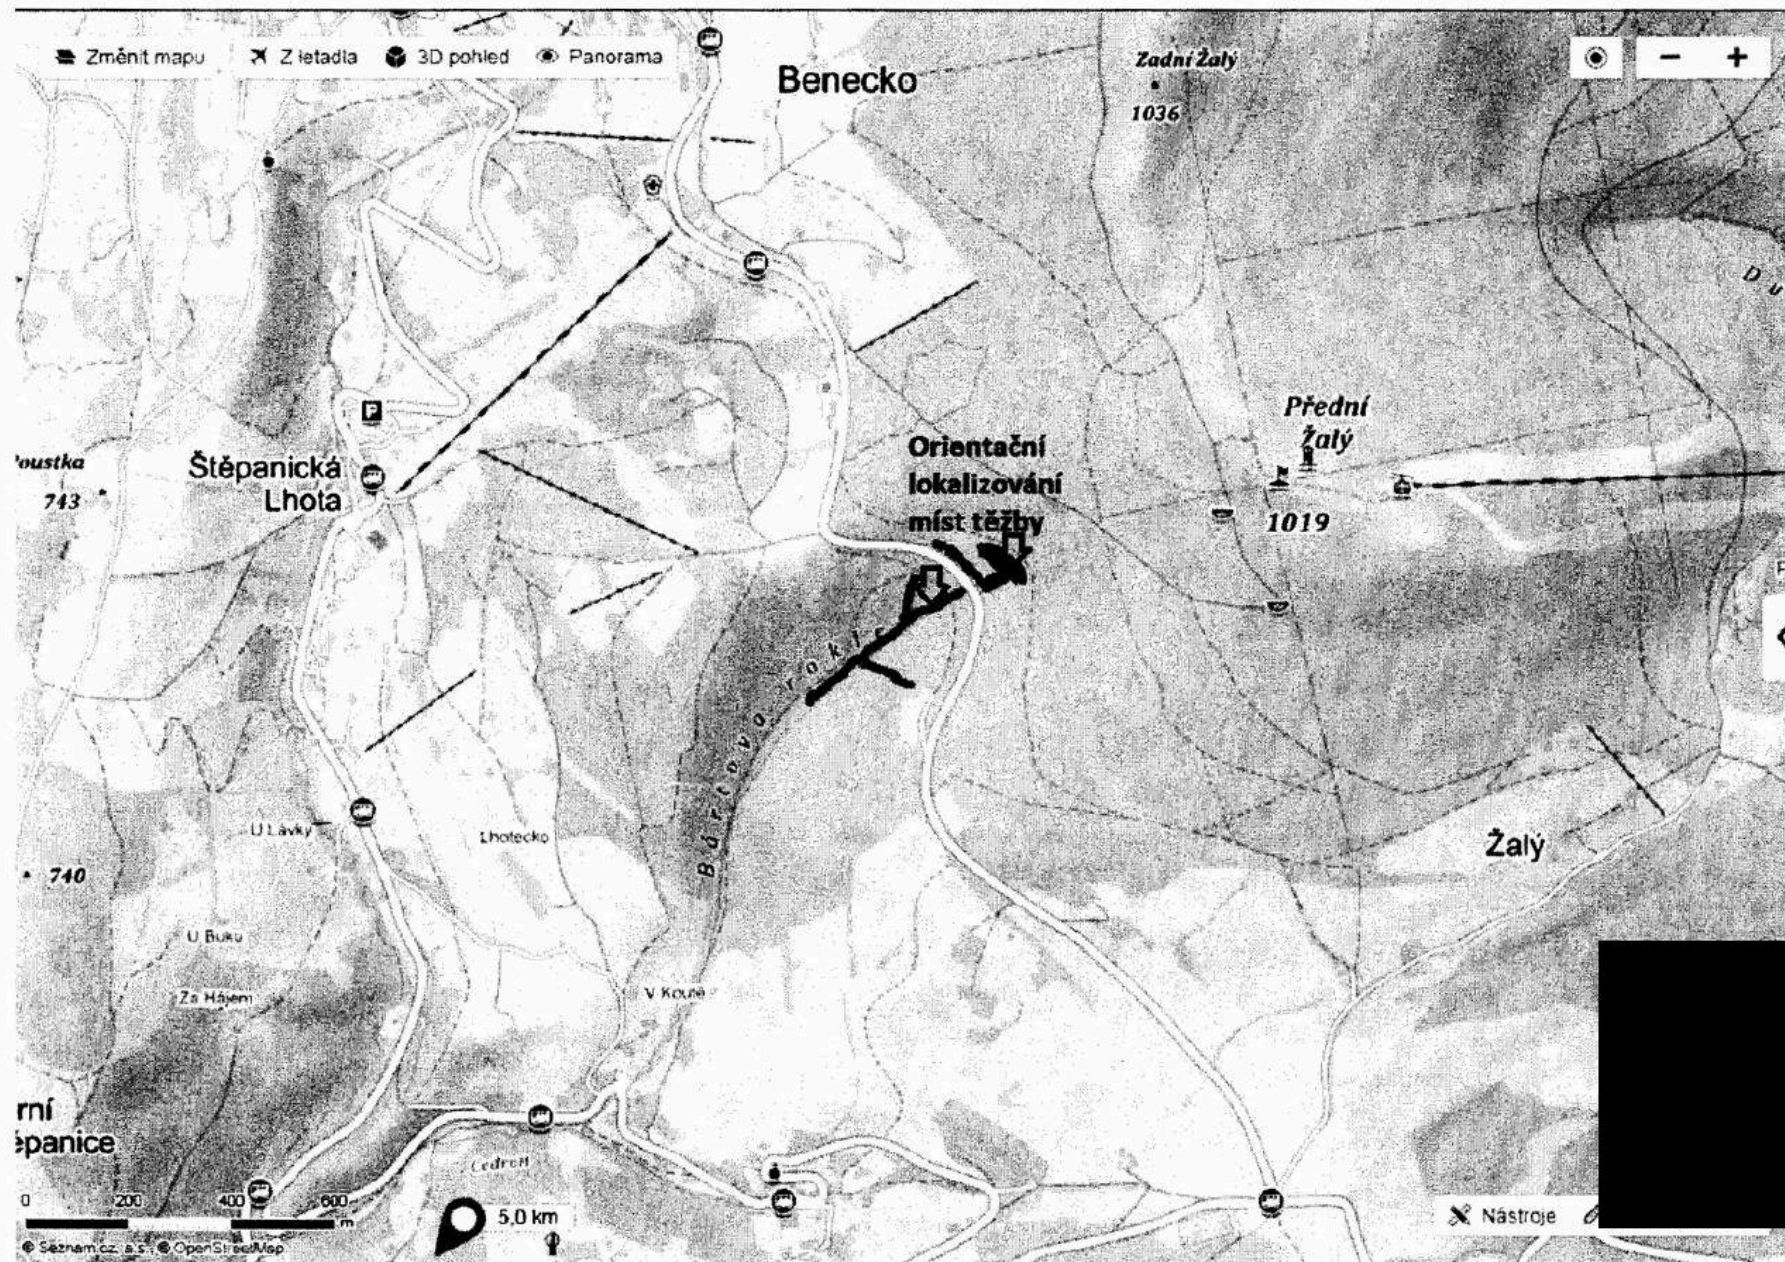 Změnit mapu
Z letadla
3D pohled
Panorama
Benecko
Zadní Žalý
1036
Přední
Žalý
1019
Orientační
lokalizování
míst těžby
743
Štěpanická
Lhota
Bártova rokle
U Lávky
Lhotecko
740
Žalý
U Buku
Za Hájem
V Koutě
rní
ěpanice
0 200 400 600
m
5,0 km
Nástroje
© Seznam.cz, a.s., © OpenStreetMap